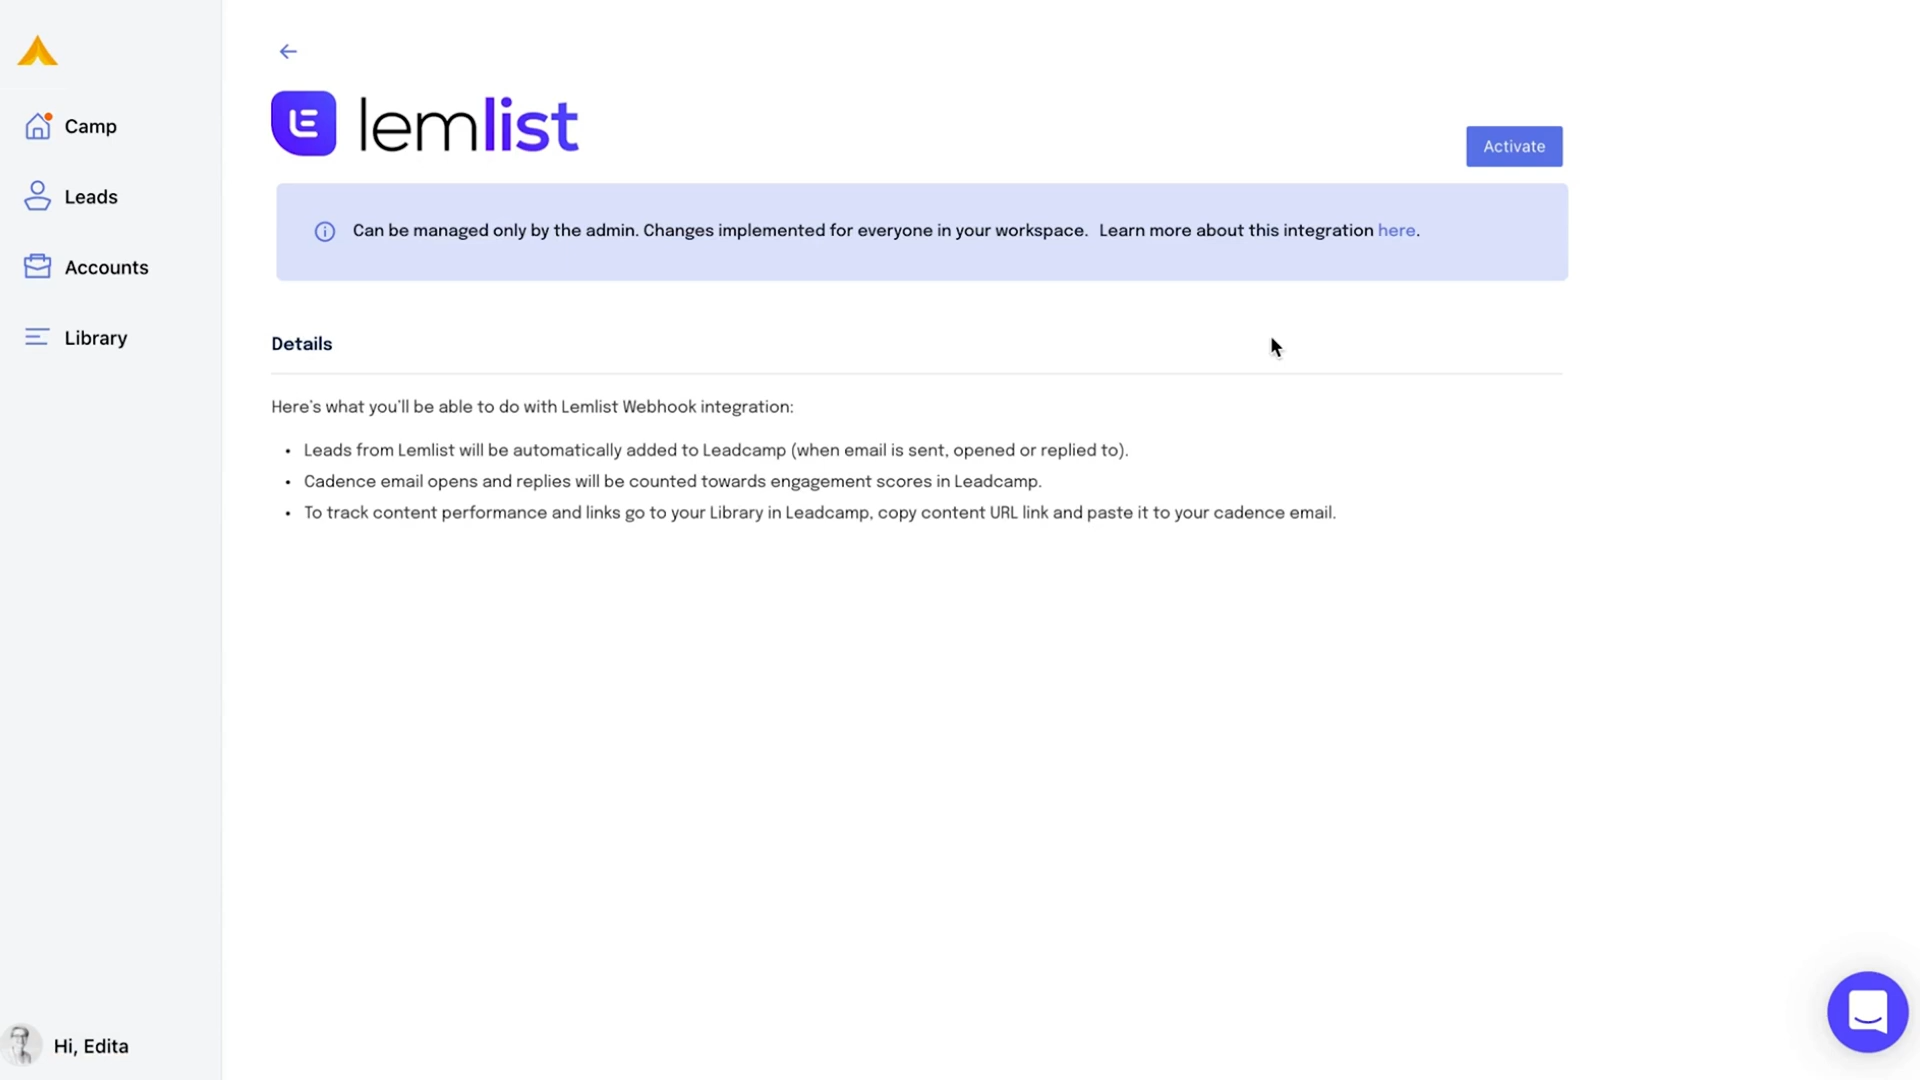 Camp
Leads
Accounts
Library
Hi, Edita
lemlist
Activate
Can be managed only by the admin. Changes implemented for everyone in your workspace. Learn more about this integration here.
Details
Here's what you'll be able to do with Lemlist Webhook integration:
• Leads from Lemlist will be automatically added to Leadcamp (when email is sent, opened or replied to).
• Cadence email opens and replies will be counted towards engagement scores in Leadcamp.
• To track content performance and links go to your Library in Leadcamp, copy content URL link and paste it to your cadence email.